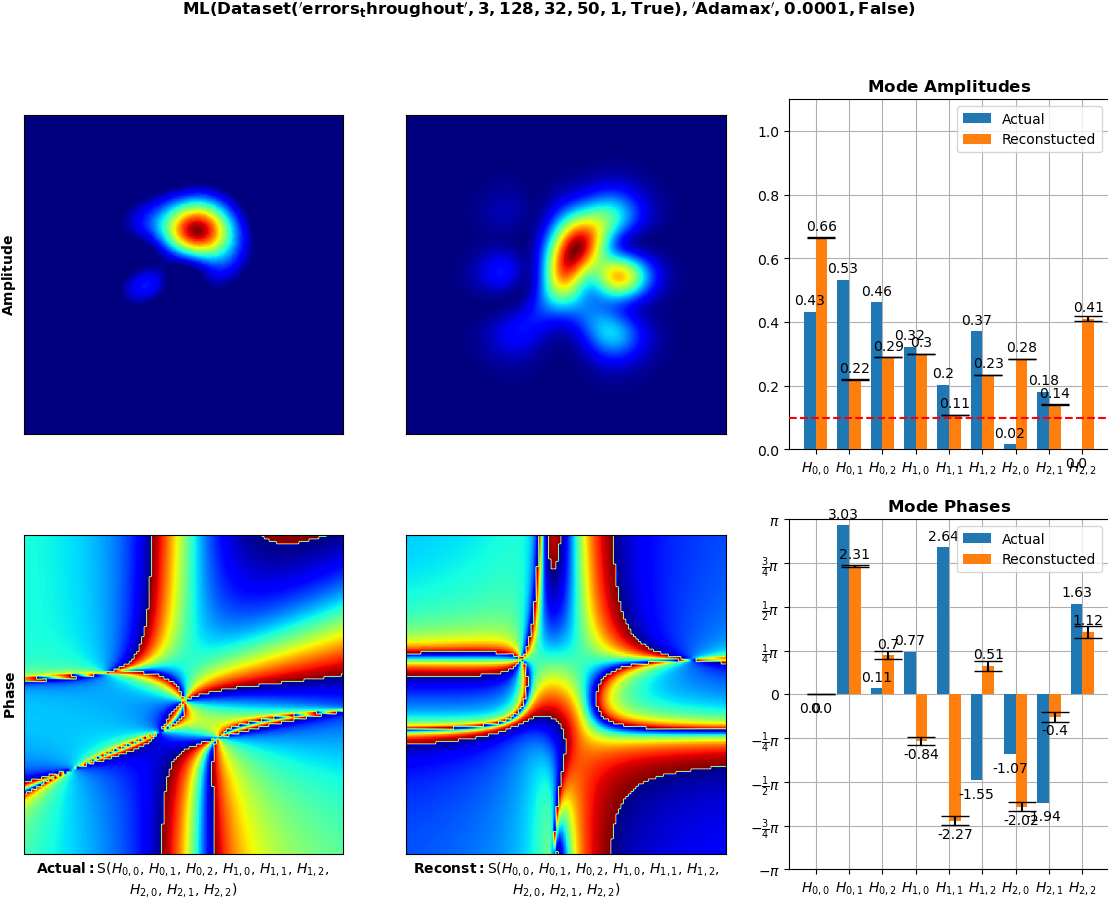 ML(Dataset('errors_throughout', 3, 128, 32, 50, 1, True), 'Adamax', 0.0001, False)
Amplitude
Mode Amplitudes
Actual
Reconstucted
1.0
0.8
0.6
0.4
0.2
0.0
0.43
0.66
0.53
0.22
0.46
0.29
0.32
0.3
0.2
0.11
0.37
0.23
0.02
0.28
0.18
0.14
0.0
0.41
H0,0 H0,1 H0,2 H1,0 H1,1 H1,2 H2,0 H2,1 H2,2
Phase
Mode Phases
Actual
Reconstucted
π
3/4π
1/2π
1/4π
0
−1/4π
−1/2π
−3/4π
−π
0.0
0.0
3.03
2.31
0.11
0.7
0.77
-0.84
2.64
-2.27
-1.55
0.51
-1.07
-2.02
-1.94
-0.4
1.63
1.12
H0,0 H0,1 H0,2 H1,0 H1,1 H1,2 H2,0 H2,1 H2,2
Actual: S(H0,0, H0,1, H0,2, H1,0, H1,1, H1,2,
H2,0, H2,1, H2,2)
Reconst: S(H0,0, H0,1, H0,2, H1,0, H1,1, H1,2,
H2,0, H2,1, H2,2)